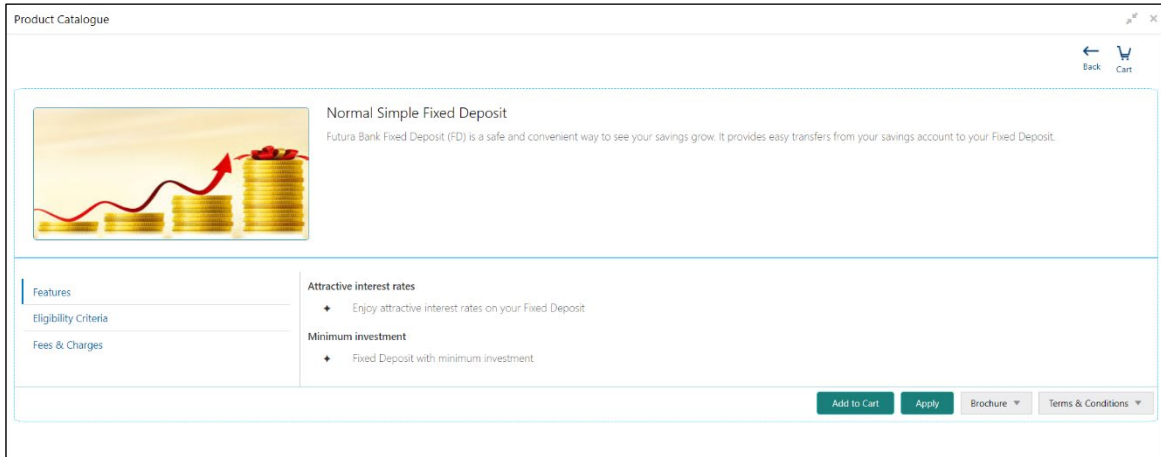 Product Catalogue
Back
Cart
Normal Simple Fixed Deposit
Futura Bank Fixed Deposit (FD) is a safe and convenient way to see your savings grow. It provides easy transfers from your savings account to your Fixed Deposit.
Features
Eligibility Criteria
Fees & Charges
Attractive interest rates
Enjoy attractive interest rates on your Fixed Deposit
Minimum investment
Fixed Deposit with minimum investment
Add to Cart
Apply
Brochure
Terms & Conditions